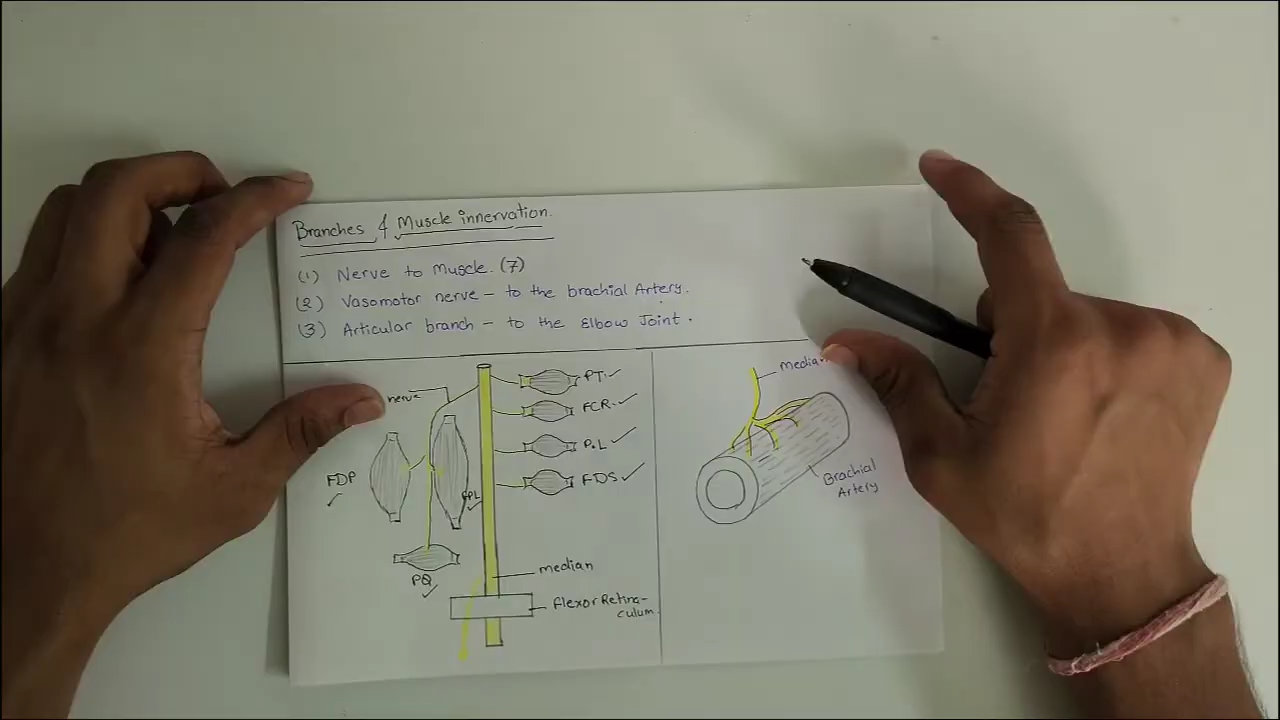 Branches & Muscle innervation.
(1) Nerve to Muscle. (7)
(2) Vasomotor nerve - to the brachial Artery.
(3) Articular branch - to the Elbow Joint.
nerve
PT.
FCR.
P.L
FDS
FDP
FPL
PQ
median
flexor Retina-
culum
median
Brachial
Artery